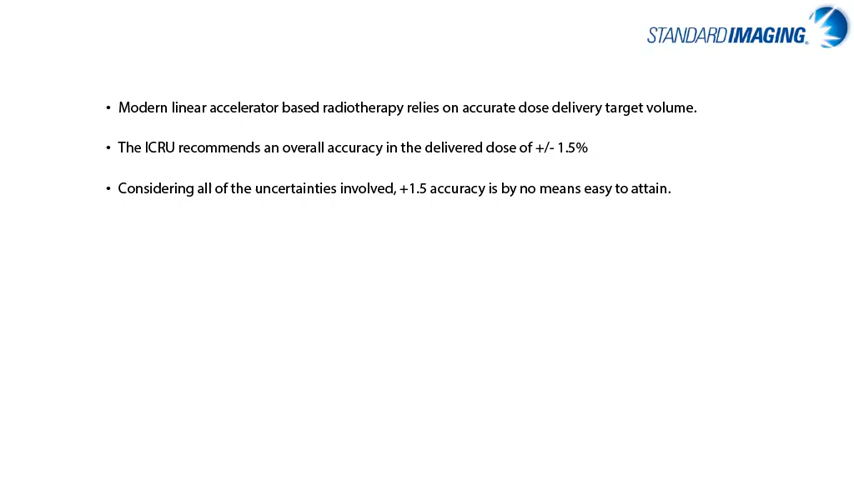 STANDARD IMAGING®
• Modern linear accelerator based radiotherapy relies on accurate dose delivery target volume.
• The ICRU recommends an overall accuracy in the delivered dose of +/- 1.5%
• Considering all of the uncertainties involved, +1.5 accuracy is by no means easy to attain.